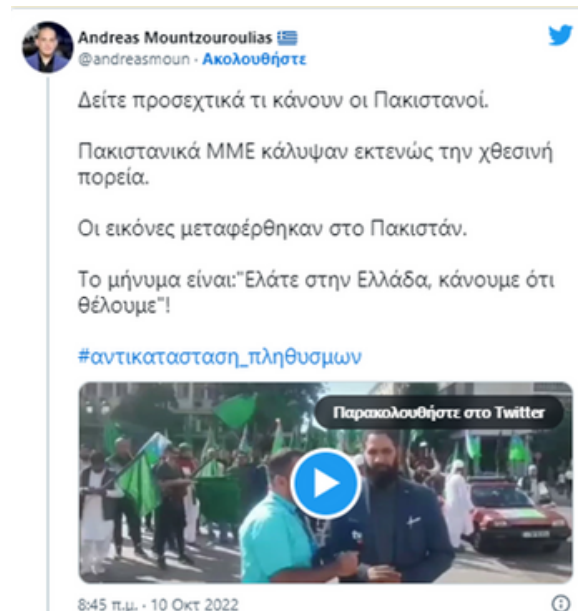 Andreas Mountzouroulias
@andreasmoun · Ακολουθήστε
Δείτε προσεχτικά τι κάνουν οι Πακιστανοί.
Πακιστανικά ΜΜΕ κάλυψαν εκτενώς την χθεσινή
πορεία.
Οι εικόνες μεταφέρθηκαν στο Πακιστάν.
Το μήνυμα είναι:"Ελάτε στην Ελλάδα, κάνουμε ότι
θέλουμε"!
#αντικατασταση_πληθυσμων
Παρακολουθήστε στο Twitter
8:45 π.μ. · 10 Οκτ 2022